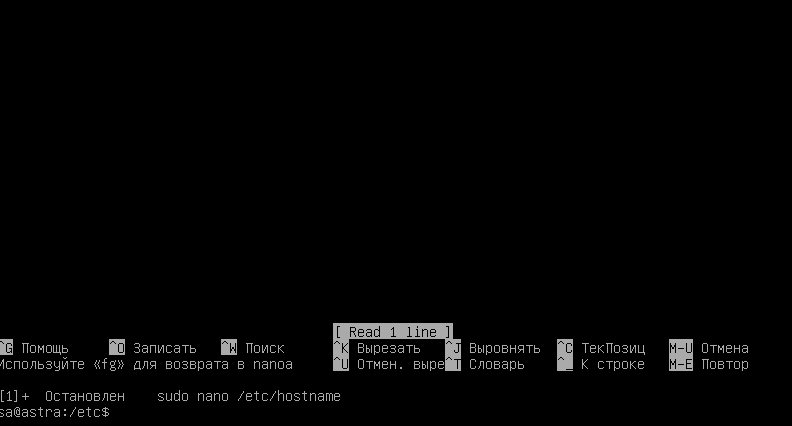 [ Read 1 line ]
^G Помощь ^O Записать ^W Поиск ^K Вырезать ^J Выровнять ^C ТекПозиц M-U Отмена
Используйте «fg» для возврата в nanoа ^U Отмен. выре^T Словарь ^_ К строке M-E Повтор
[1]+ Остановлен sudo nano /etc/hostname
sa@astra:/etc$